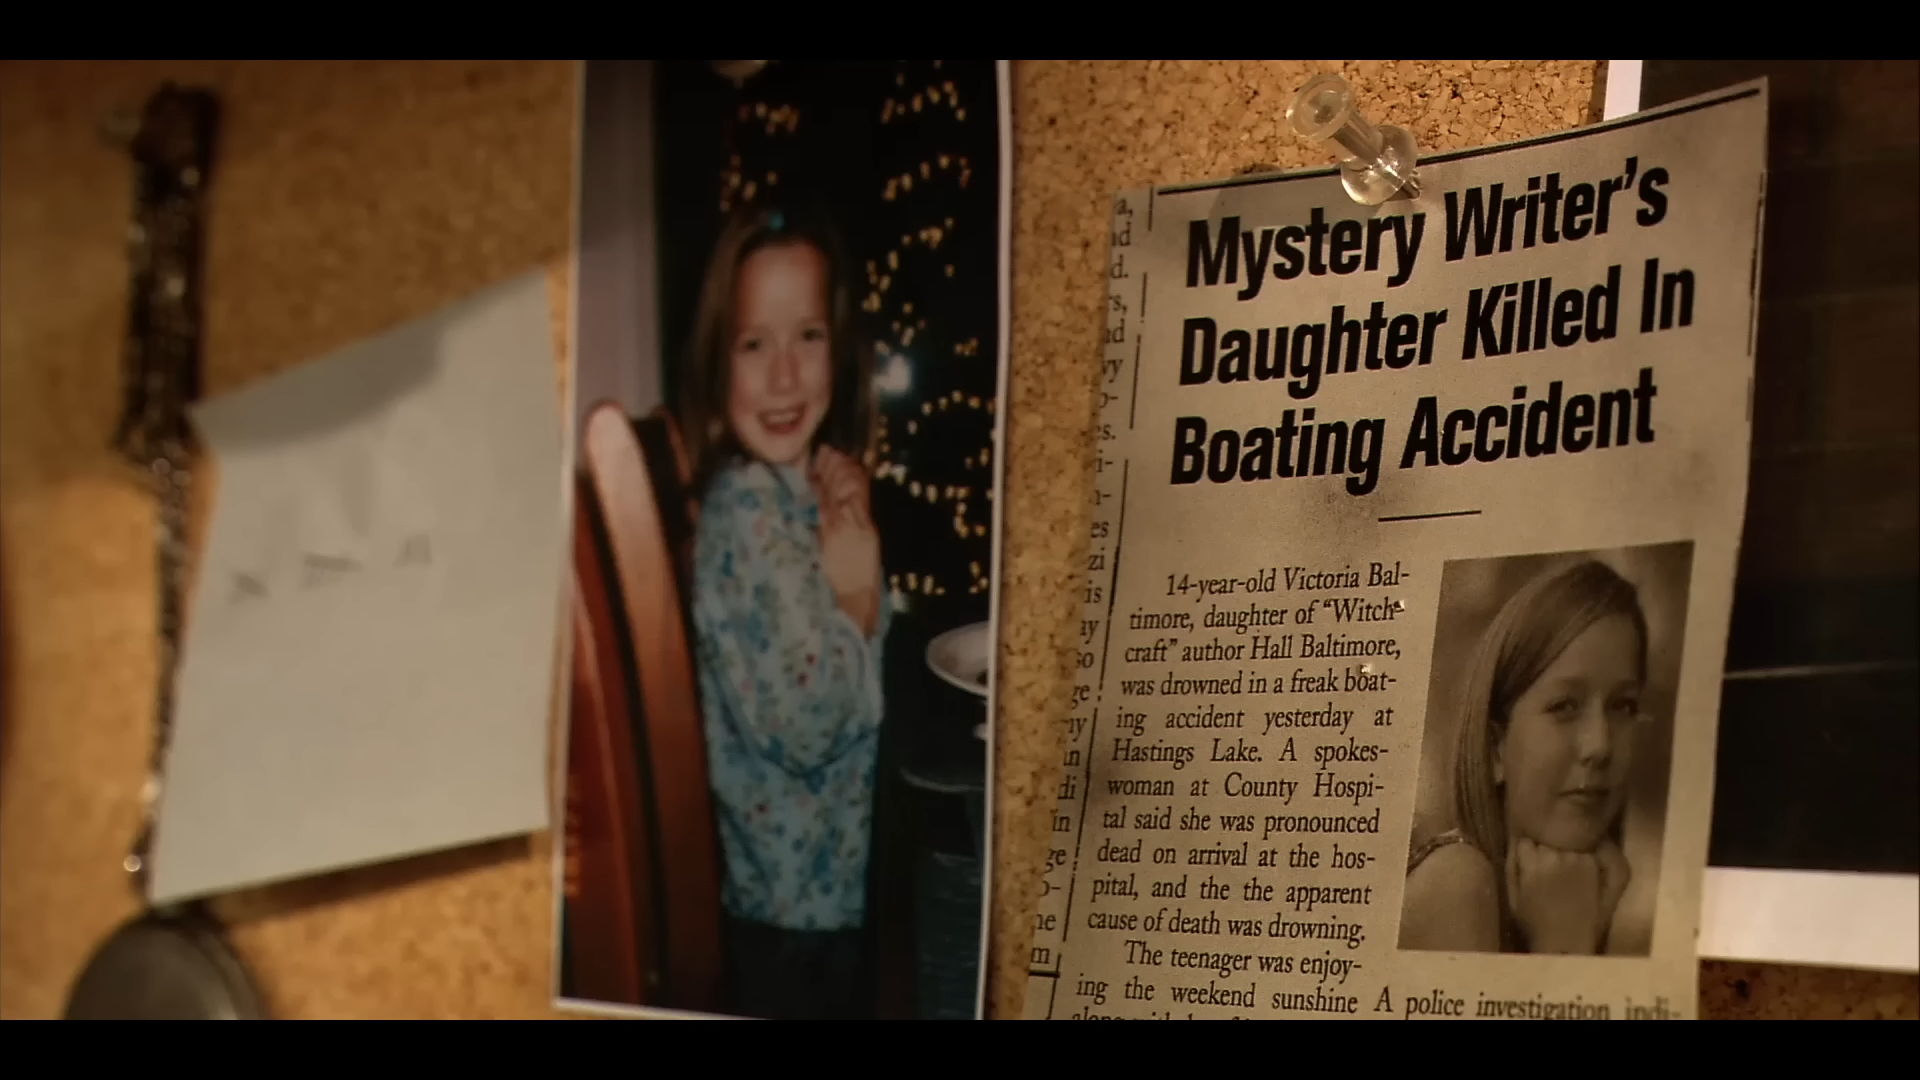 Mystery Writer's
Daughter Killed In
Boating Accident
14-year-old Victoria Bal-
timore, daughter of “Witch-
craft” author Hall Baltimore,
was drowned in a freak boat-
ing accident yesterday at
Hastings Lake. A spokes-
woman at County Hospi-
tal said she was pronounced
dead on arrival at the hos-
pital, and the the apparent
cause of death was drowning.
The teenager was enjoy-
ing the weekend sunshine A police investigation indi-